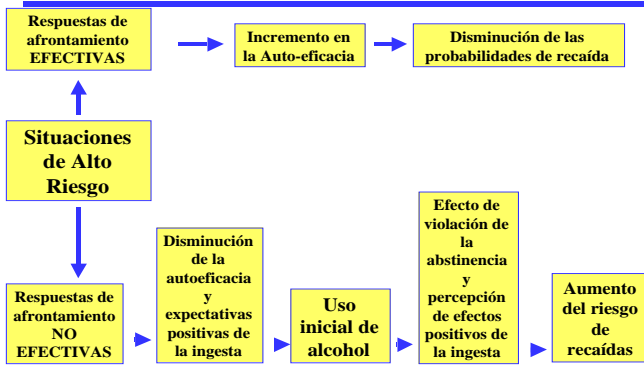 Respuestas de
afrontamiento
EFECTIVAS
Incremento en
la Auto-eficacia
Disminución de las
probabilidades de recaída
Situaciones
de Alto
Riesgo
Respuestas de
afrontamiento
NO
EFECTIVAS
Disminución
de la
autoeficacia
y
expectativas
positivas de
la ingesta
Uso
inicial de
alcohol
Efecto de
violación de
la
abstinencia
y
percepción
de efectos
positivos de
la ingesta
Aumento
del riesgo
de
recaídas